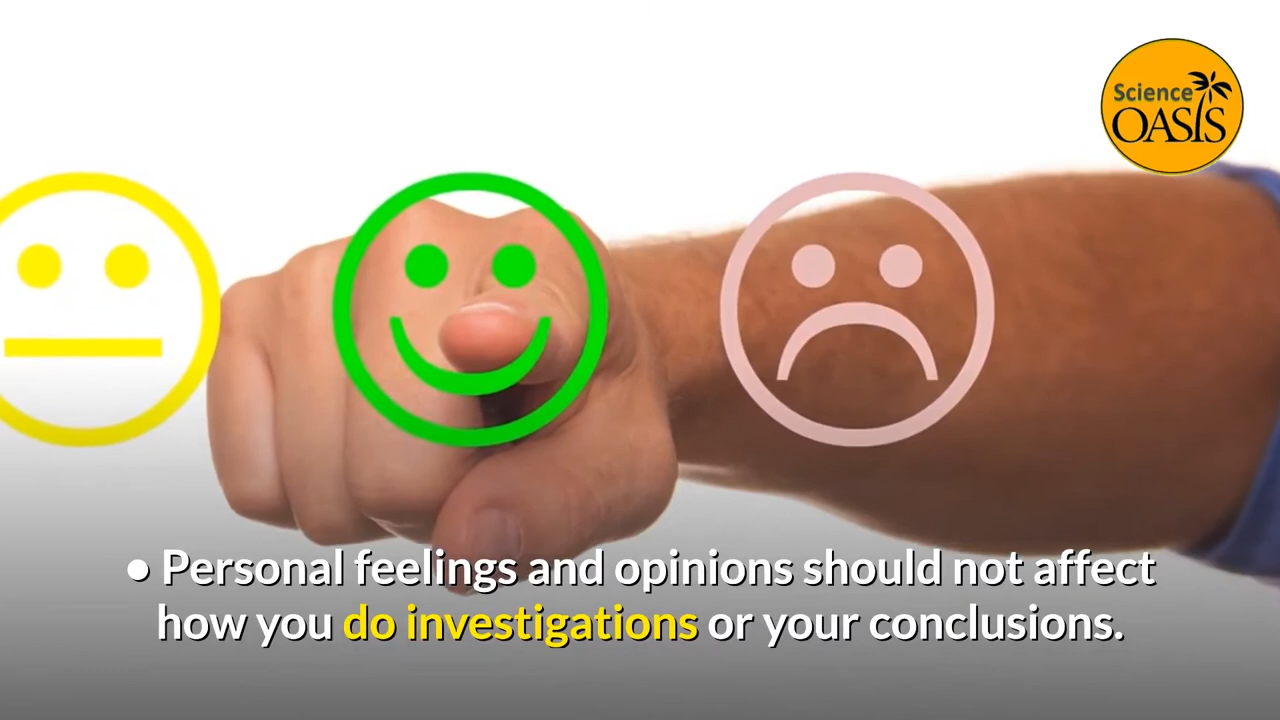 Science
OASIS
• Personal feelings and opinions should not affect
how you do investigations or your conclusions.